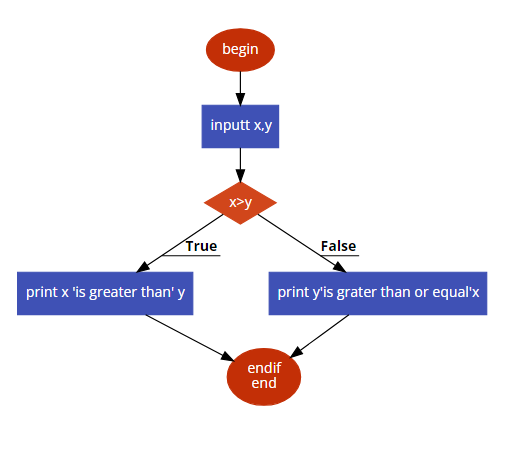 begin
inputt x,y
x>y
True
False
print x 'is greater than' y
print y'is grater than or equal'x
endif
end